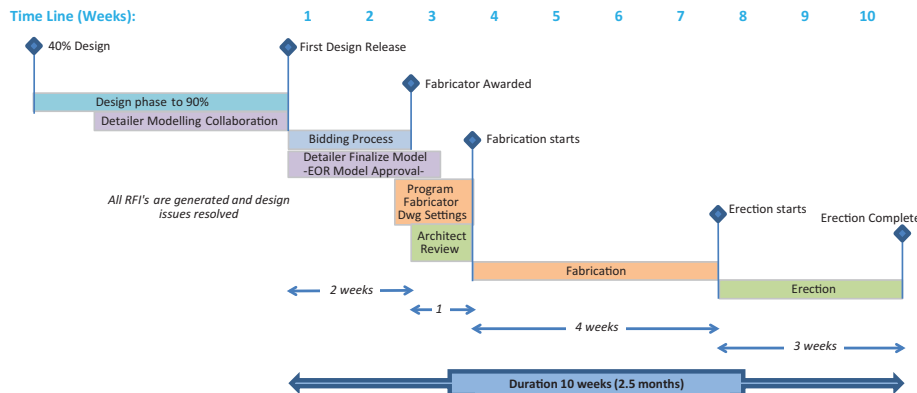 Time Line (Weeks): 1 2 3 4 5 6 7 8 9 10
40% Design
First Design Release
Fabricator Awarded
Design phase to 90%
Detailer Modelling Collaboration
Bidding Process
Fabrication starts
Detailer Finalize Model
-EOR Model Approval-
All RFI's are generated and design
issues resolved
Program
Fabricator
Dwg Settings
Erection starts
Erection Complete
Architect
Review
Fabrication
Erection
2 weeks
1
4 weeks
3 weeks
Duration 10 weeks (2.5 months)